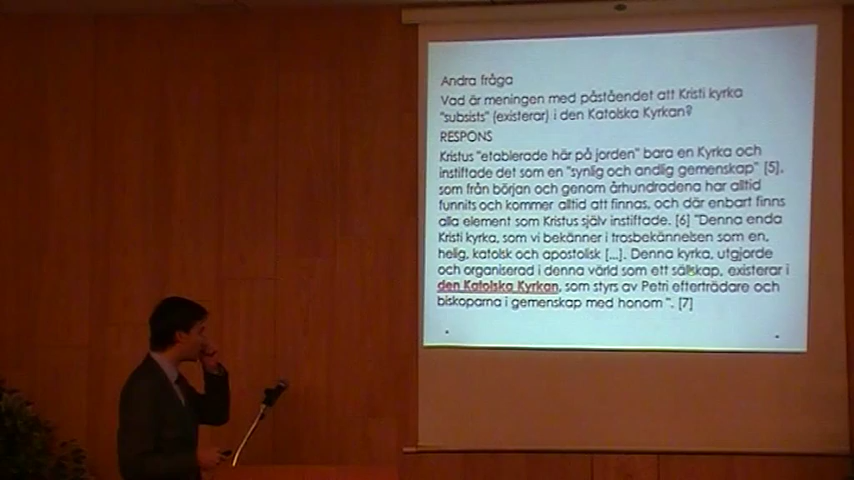 Andra fråga
Vad är meningen med påståendet att Kristi kyrka
"subsists" (existerar) i den Katolska Kyrkan?
RESPONS
Kristus "etablerade här på jorden" bara en Kyrka och
instiftade det som en "synlig och andlig gemenskap" [5],
som från början och genom århundradena har alltid
funnits och kommer alltid att finnas, och där enbart finns
alla element som Kristus själv instiftade. [6] "Denna enda
Kristi kyrka, som vi bekänner i trosbekännelsen som en,
helig, katolsk och apostolisk [...]. Denna kyrka, utgjorde
och organiserad i denna värld som ett sällskap, existerar i
den Katolska Kyrkan, som styrs av Petri efterträdare och
biskoparna i gemenskap med honom ". [7]